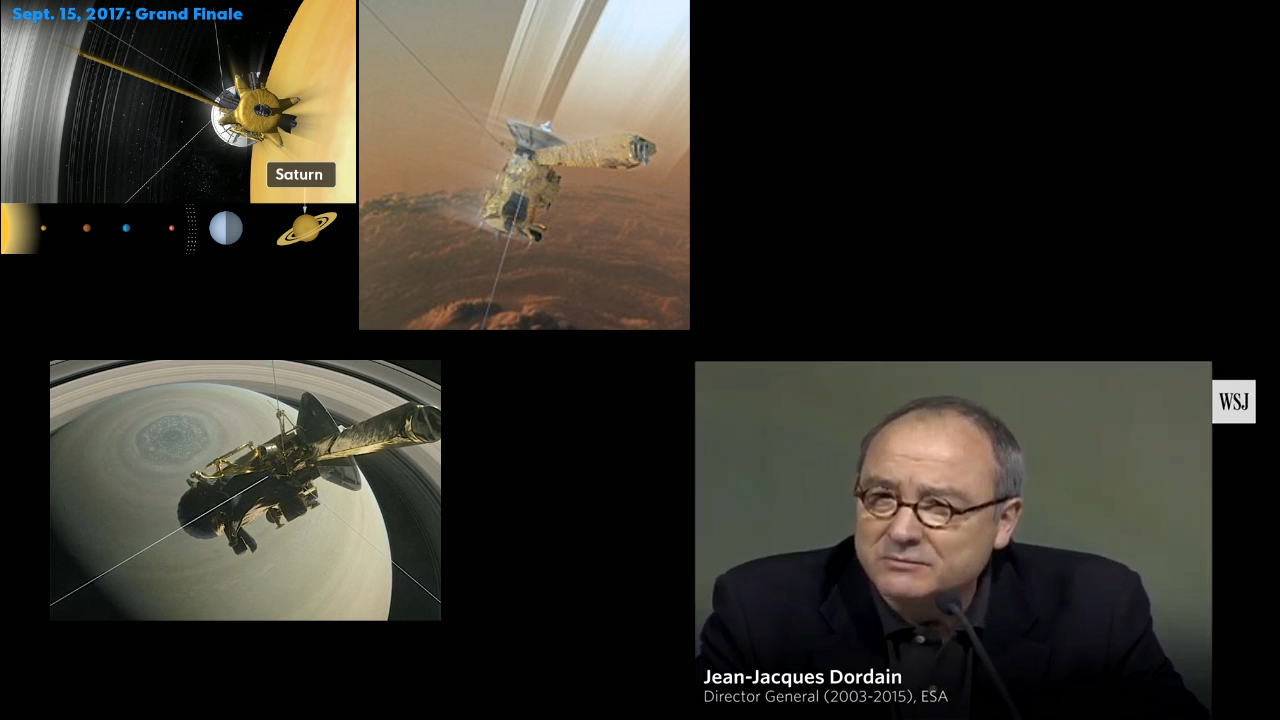 Sept. 15, 2017: Grand Finale
Saturn
WSJ
Jean-Jacques Dordain
Director General (2003-2015), ESA